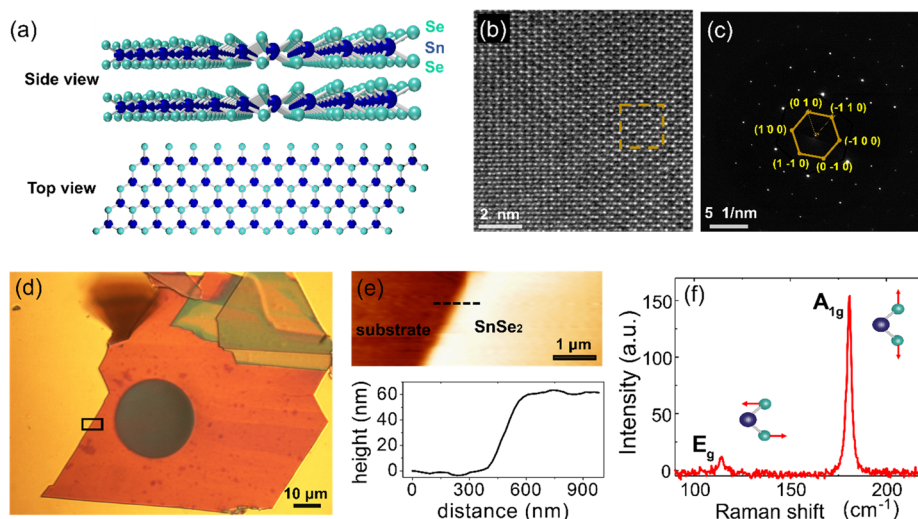 (a)
Se
Sn
Se
Side view
Top view
(b)
2 nm
(c)
(0 1 0)
(-1 1 0)
(1 0 0)
(-1 0 0)
(1 -1 0)
(0 -1 0)
5 1/nm
(d)
10 µm
(e)
substrate
SnSe2
1 µm
height (nm)
60
40
20
0
0 300 600 900
distance (nm)
(f)
A1g
Eg
Intensity (a.u.)
150
100
50
0
100 150 200
Raman shift (cm-1)